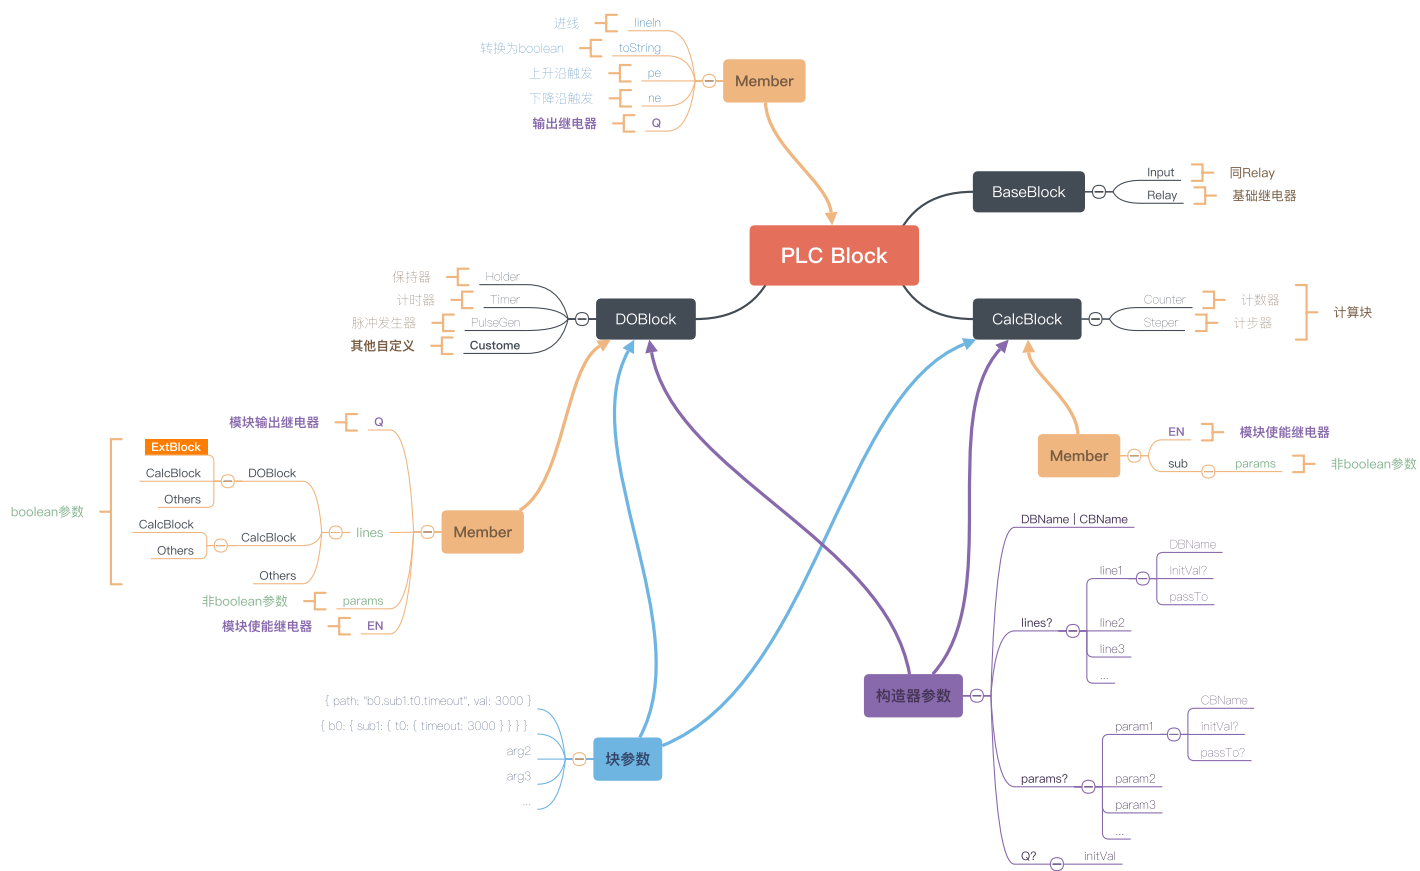 进线
lineIn
转换为boolean
toString
上升沿触发
pe
下降沿触发
ne
输出继电器
Q
Member
PLC Block
BaseBlock
Input
同Relay
Relay
基础继电器
CalcBlock
Counter
计数器
Steper
计步器
计算块
DOBlock
保持器
Holder
计时器
Timer
脉冲发生器
PulseGen
其他自定义
Custome
Member
EN
模块使能继电器
sub
params
非boolean参数
模块输出继电器
Q
ExtBlock
CalcBlock
Others
DOBlock
CalcBlock
Others
CalcBlock
Others
boolean参数
lines
Member
非boolean参数
params
模块使能继电器
EN
{ path: "b0.sub1.t0.timeout", val: 3000 }
{ b0: { sub1: { t0: { timeout: 3000 } } } }
arg2
arg3
...
块参数
构造器参数
DBName | CBName
lines?
line1
DBName
initVal?
passTo
line2
line3
...
params?
param1
CBName
initVal?
passTo?
param2
param3
...
Q?
initVal